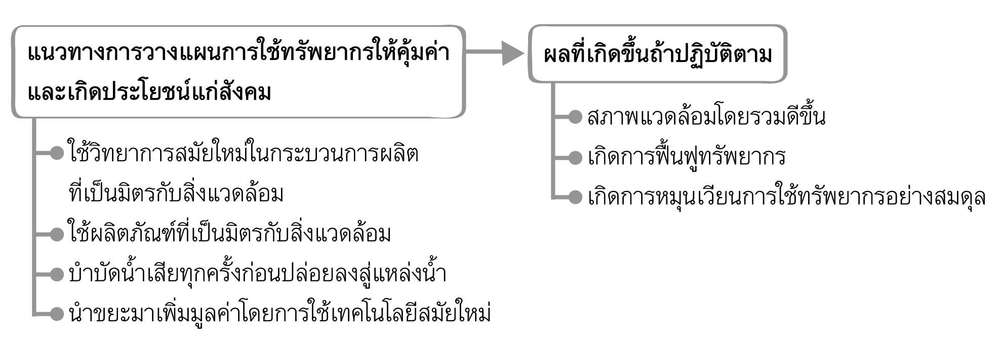 แนวทางการวางแผนการใช้ทรัพยากรให้คุ้มค่า
และเกิดประโยชน์แก่สังคม
ใช้วิทยาการสมัยใหม่ในกระบวนการผลิต
ที่เป็นมิตรกับสิ่งแวดล้อม
ใช้ผลิตภัณฑ์ที่เป็นมิตรกับสิ่งแวดล้อม
บำบัดน้ำเสียทุกครั้งก่อนปล่อยลงสู่แหล่งน้ำ
นำขยะมาเพิ่มมูลค่าโดยการใช้เทคโนโลยีสมัยใหม่
ผลที่เกิดขึ้นถ้าปฏิบัติตาม
สภาพแวดล้อมโดยรวมดีขึ้น
เกิดการฟื้นฟูทรัพยากร
เกิดการหมุนเวียนการใช้ทรัพยากรอย่างสมดุล